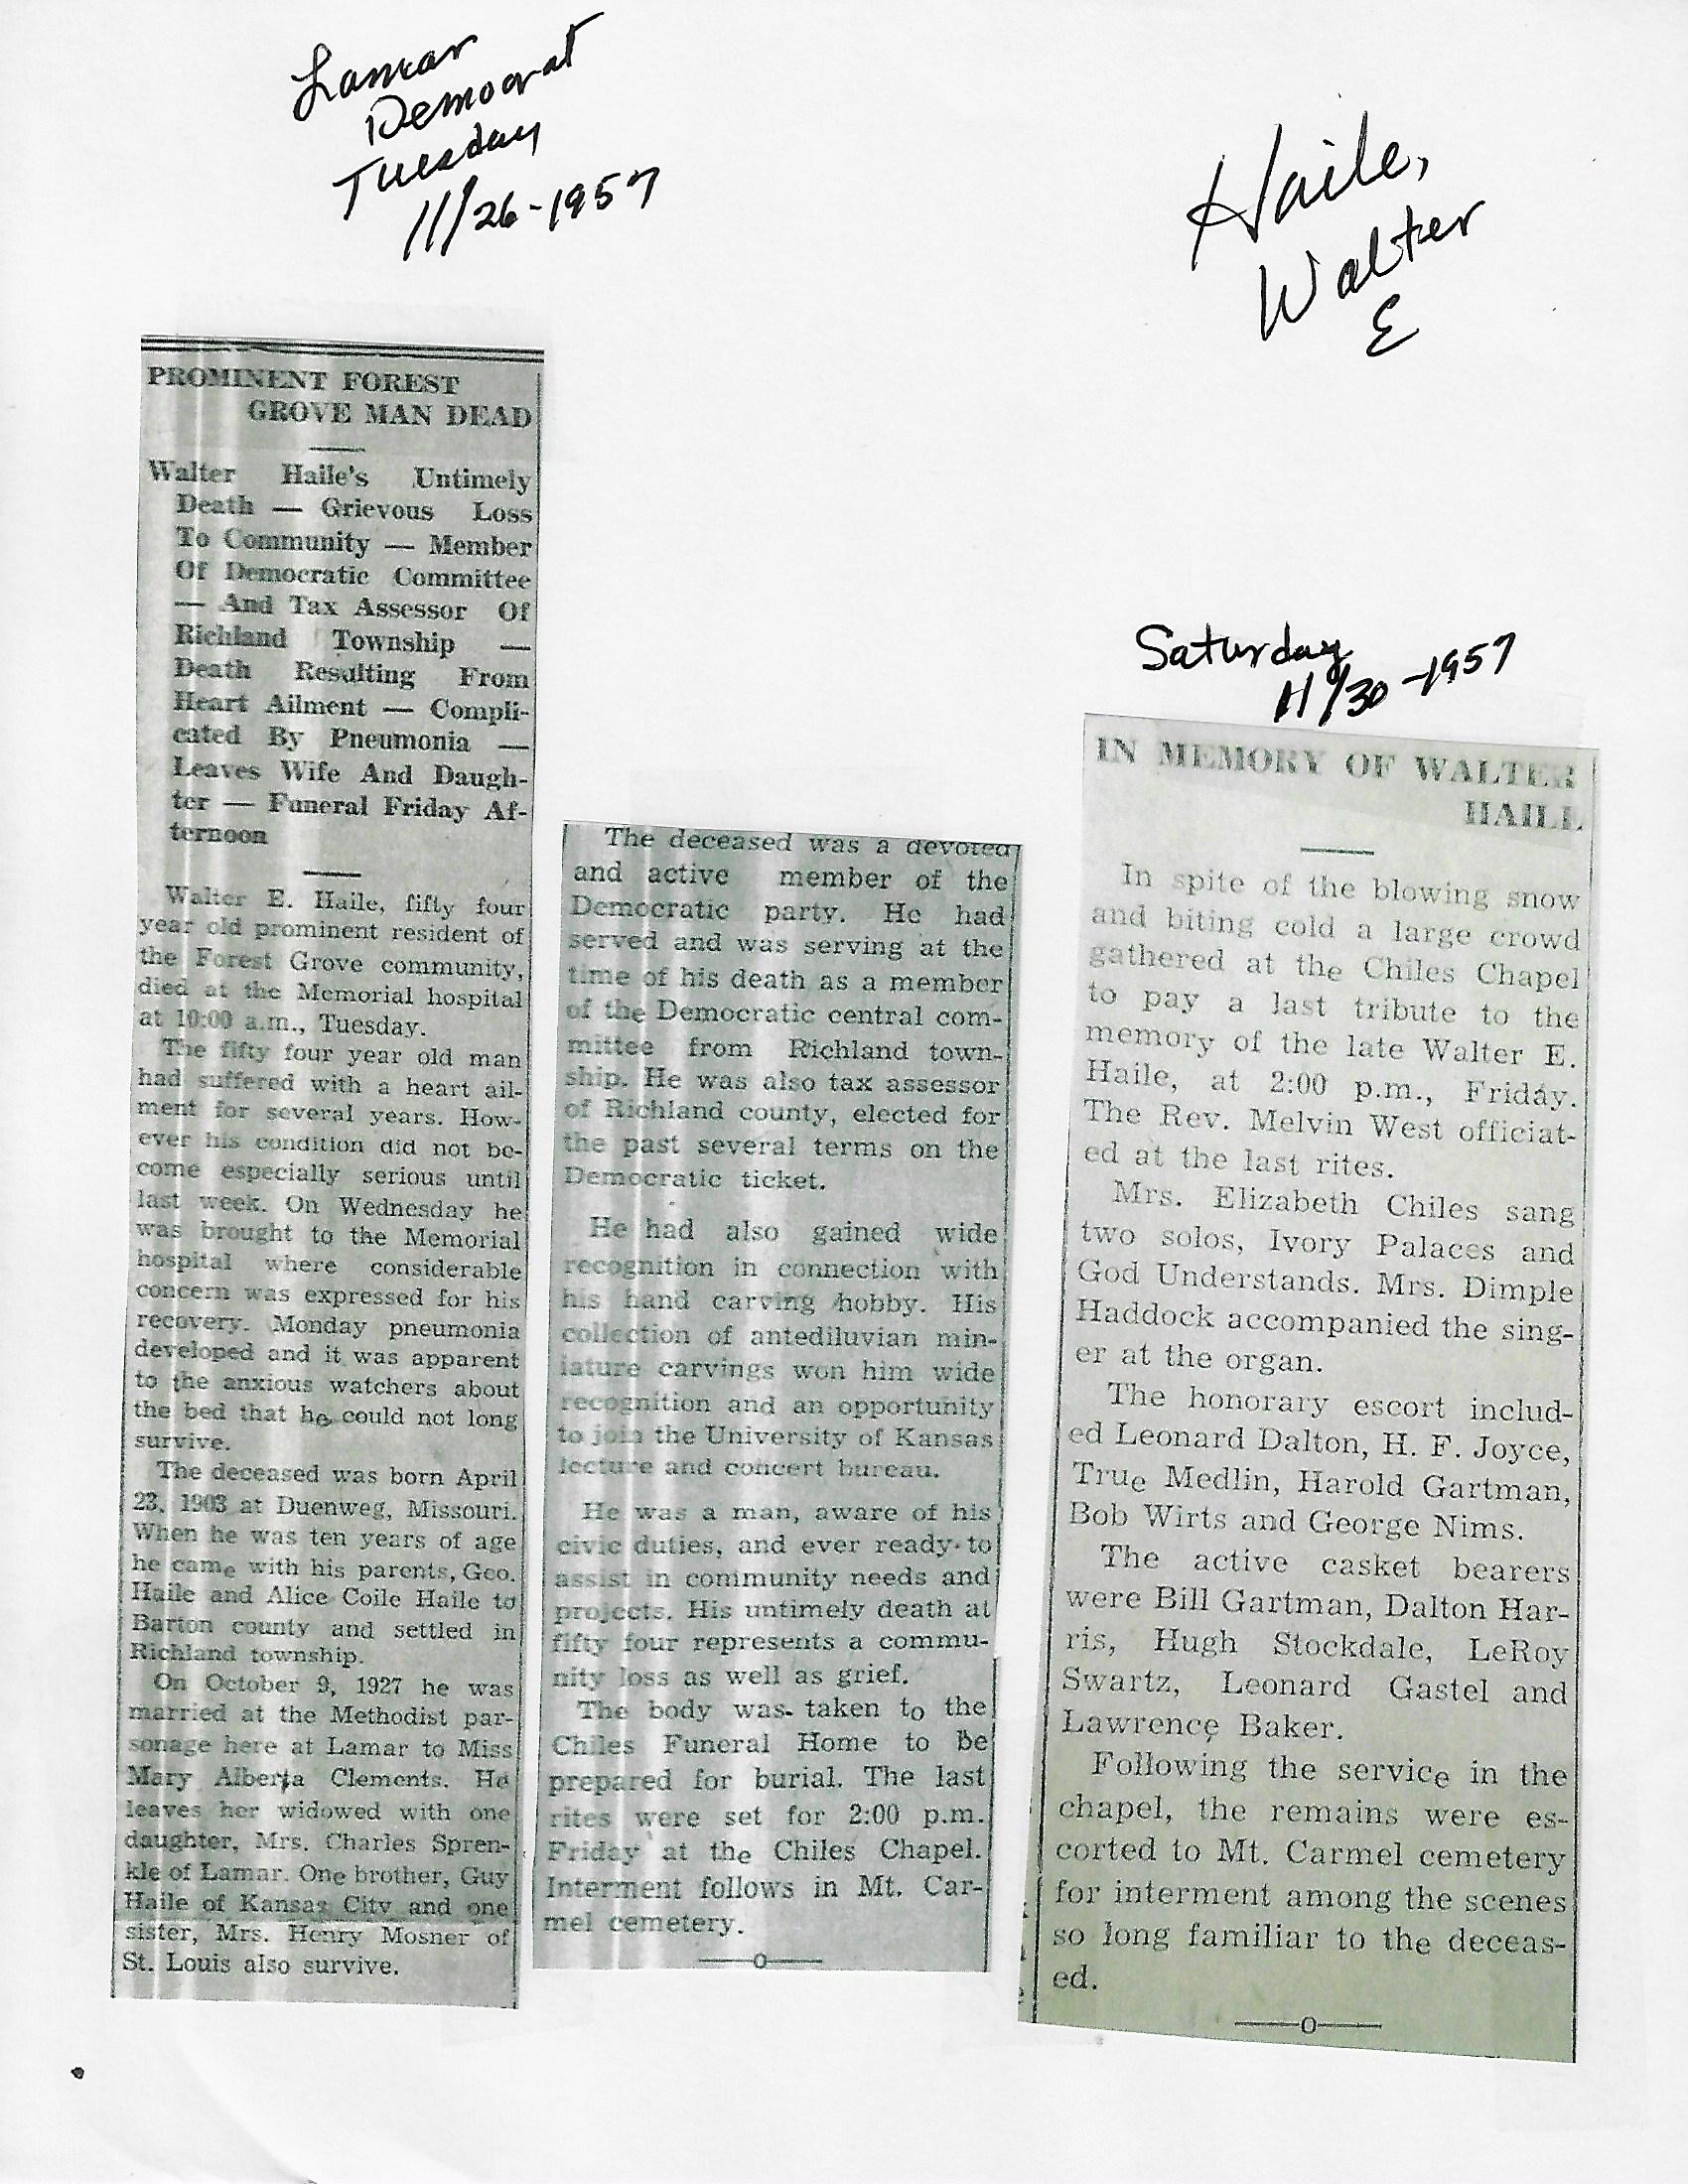 Lamar
Democrat
Tuesday
11/26-1957
Haile,
Walter
E
PROMINENT FOREST
GROVE MAN DEAD
Walter Haile's Untimely
Death — Grievous Loss
To Community — Member
Of Democratic Committee
— And Tax Assessor Of
Richland Township —
Death Resulting From
Heart Ailment — Compli-
cated By Pneumonia —
Leaves Wife And Daugh-
ter — Funeral Friday Af-
ternoon
Walter E. Haile, fifty four
year old prominent resident of
the Forest Grove community,
died at the Memorial hospital
at 10:00 a.m., Tuesday.
The fifty four year old man
had suffered with a heart ail-
ment for several years. How-
ever his condition did not be-
come especially serious until
last week. On Wednesday he
was brought to the Memorial
hospital where considerable
concern was expressed for his
recovery. Monday pneumonia
developed and it was apparent
to the anxious watchers about
the bed that he could not long
survive.
The deceased was born April
23, 1903 at Duenweg, Missouri.
When he was ten years of age
he came with his parents, Geo.
Haile and Alice Coile Haile to
Barton county and settled in
Richland township.
On October 9, 1927 he was
married at the Methodist par-
sonage here at Lamar to Miss
Mary Alberta Clements. He
leaves her widowed with one
daughter, Mrs. Charles Spren-
kle of Lamar. One brother, Guy
Haile of Kansas City and one
sister, Mrs. Henry Mosner of
St. Louis also survive.
The deceased was a devoted
and active member of the
Democratic party. He had
served and was serving at the
time of his death as a member
of the Democratic central com-
mittee from Richland town-
ship. He was also tax assessor
of Richland county, elected for
the past several terms on the
Democratic ticket.
He had also gained wide
recognition in connection with
his hand carving hobby. His
collection of antediluvian min-
iature carvings won him wide
recognition and an opportunity
to join the University of Kansas
lecture and concert bureau.
He was a man, aware of his
civic duties, and ever ready to
assist in community needs and
projects. His untimely death at
fifty four represents a commu-
nity loss as well as grief.
The body was taken to the
Chiles Funeral Home to be
prepared for burial. The last
rites were set for 2:00 p.m.
Friday at the Chiles Chapel.
Interment follows in Mt. Car-
mel cemetery.
—o—
Saturday
11/30-1957
IN MEMORY OF WALTER
HAILE
In spite of the blowing snow
and biting cold a large crowd
gathered at the Chiles Chapel
to pay a last tribute to the
memory of the late Walter E.
Haile, at 2:00 p.m., Friday.
The Rev. Melvin West officiat-
ed at the last rites.
Mrs. Elizabeth Chiles sang
two solos, Ivory Palaces and
God Understands. Mrs. Dimple
Haddock accompanied the sing-
er at the organ.
The honorary escort includ-
ed Leonard Dalton, H. F. Joyce,
True Medlin, Harold Gartman,
Bob Wirts and George Nims.
The active casket bearers
were Bill Gartman, Dalton Har-
ris, Hugh Stockdale, LeRoy
Swartz, Leonard Gastel and
Lawrence Baker.
Following the service in the
chapel, the remains were es-
corted to Mt. Carmel cemetery
for interment among the scenes
so long familiar to the deceas-
ed.
—o—